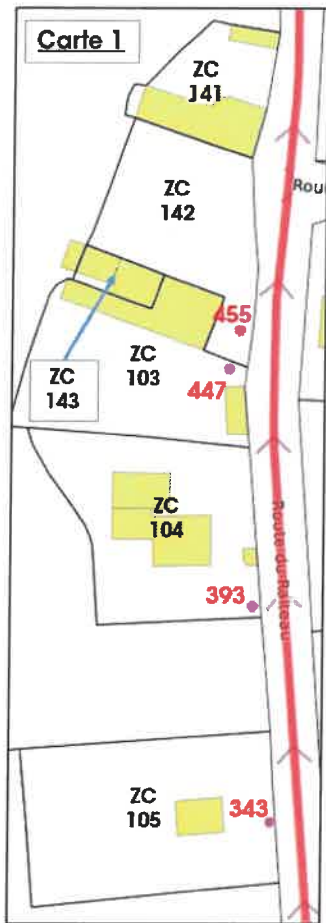 Carte 1
ZC
141
Rou
ZC
142
455
ZC
143
ZC
103
447
ZC
104
393
Route du Raiteau
ZC
105
343